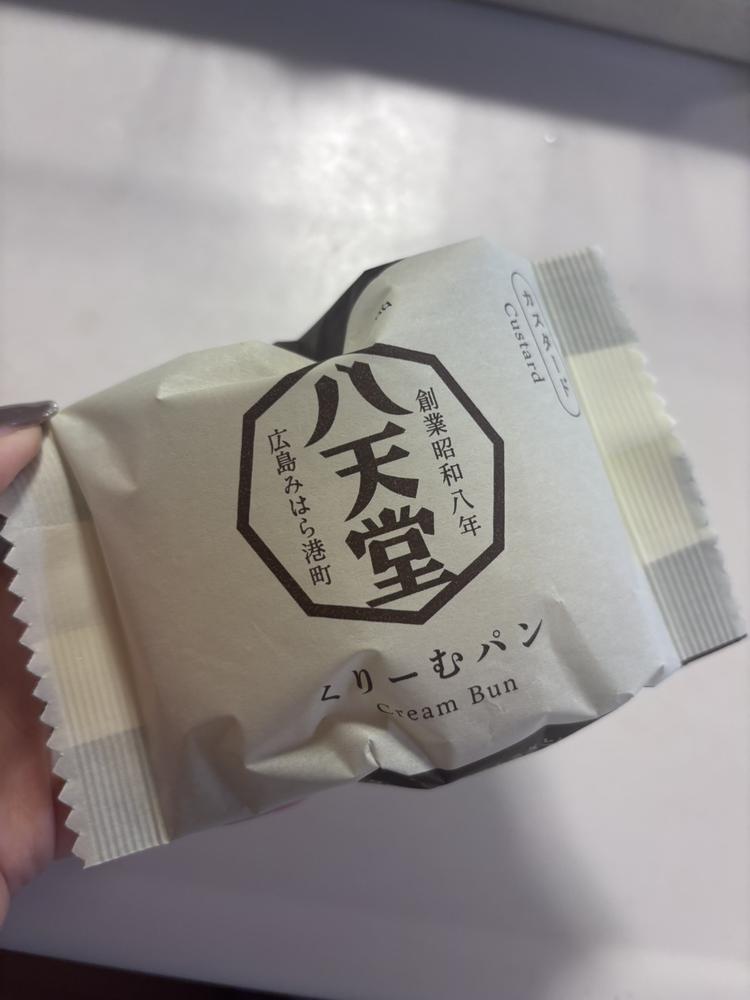 創業昭和八年
八天堂
広島みはら港町
くりーむパン
Cream Bun
カスタード
Custard